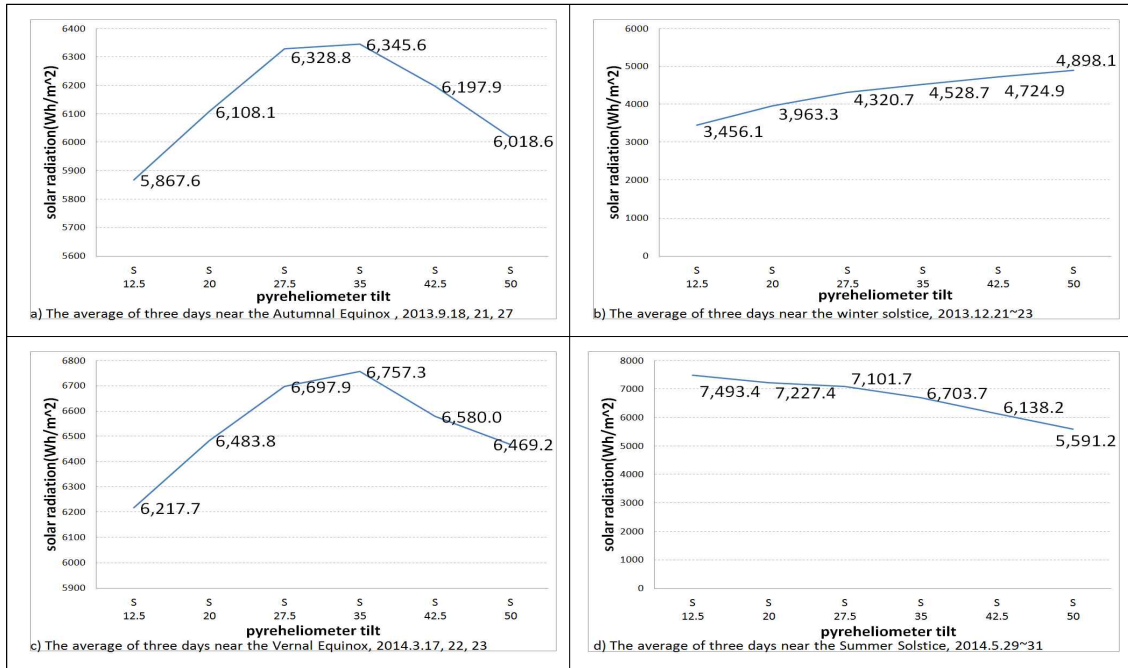 6400
6300
6200
6100
6000
5900
5800
5700
5600
solar radiation(Wh/m^2)
5,867.6
6,108.1
6,328.8
6,345.6
6,197.9
6,018.6
S S S S S S
12.5 20 27.5 35 42.5 50
pyreheliometer tilt
a) The average of three days near the Autumnal Equinox , 2013.9.18, 21, 27
6000
5000
4000
3000
2000
1000
0
solar radiation(Wh/m^2)
3,456.1
3,963.3
4,320.7
4,528.7
4,724.9
4,898.1
S S S S S S
12.5 20 27.5 35 42.5 50
pyreheliometer tilt
b) The average of three days near the winter solstice, 2013.12.21~23
6800
6700
6600
6500
6400
6300
6200
6100
6000
5900
solar radiation(Wh/m^2)
6,217.7
6,483.8
6,697.9
6,757.3
6,580.0
6,469.2
S S S S S S
12.5 20 27.5 35 42.5 50
pyreheliometer tilt
c) The average of three days near the Vernal Equinox, 2014.3.17, 22, 23
8000
7000
6000
5000
4000
3000
2000
1000
0
solar radiation(Wh/m^2)
7,493.4
7,227.4
7,101.7
6,703.7
6,138.2
5,591.2
S S S S S S
12.5 20 27.5 35 42.5 50
pyreheliometer tilt
d) The average of three days near the Summer Solstice, 2014.5.29~31